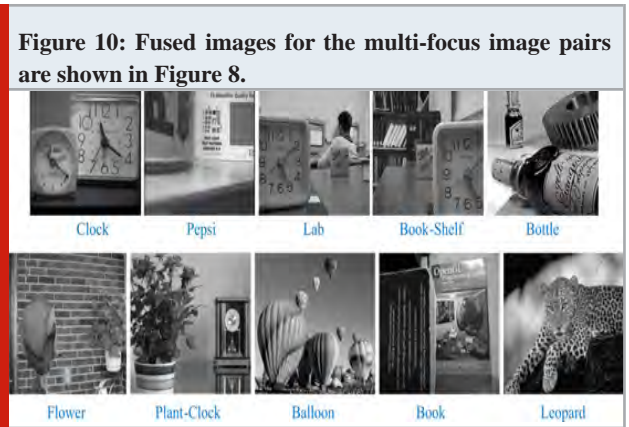 Figure 10: Fused images for the multi-focus image pairs
are shown in Figure 8.
Clock Pepsi Lab Book-Shelf Bottle
Flower Plant-Clock Balloon Book Leopard